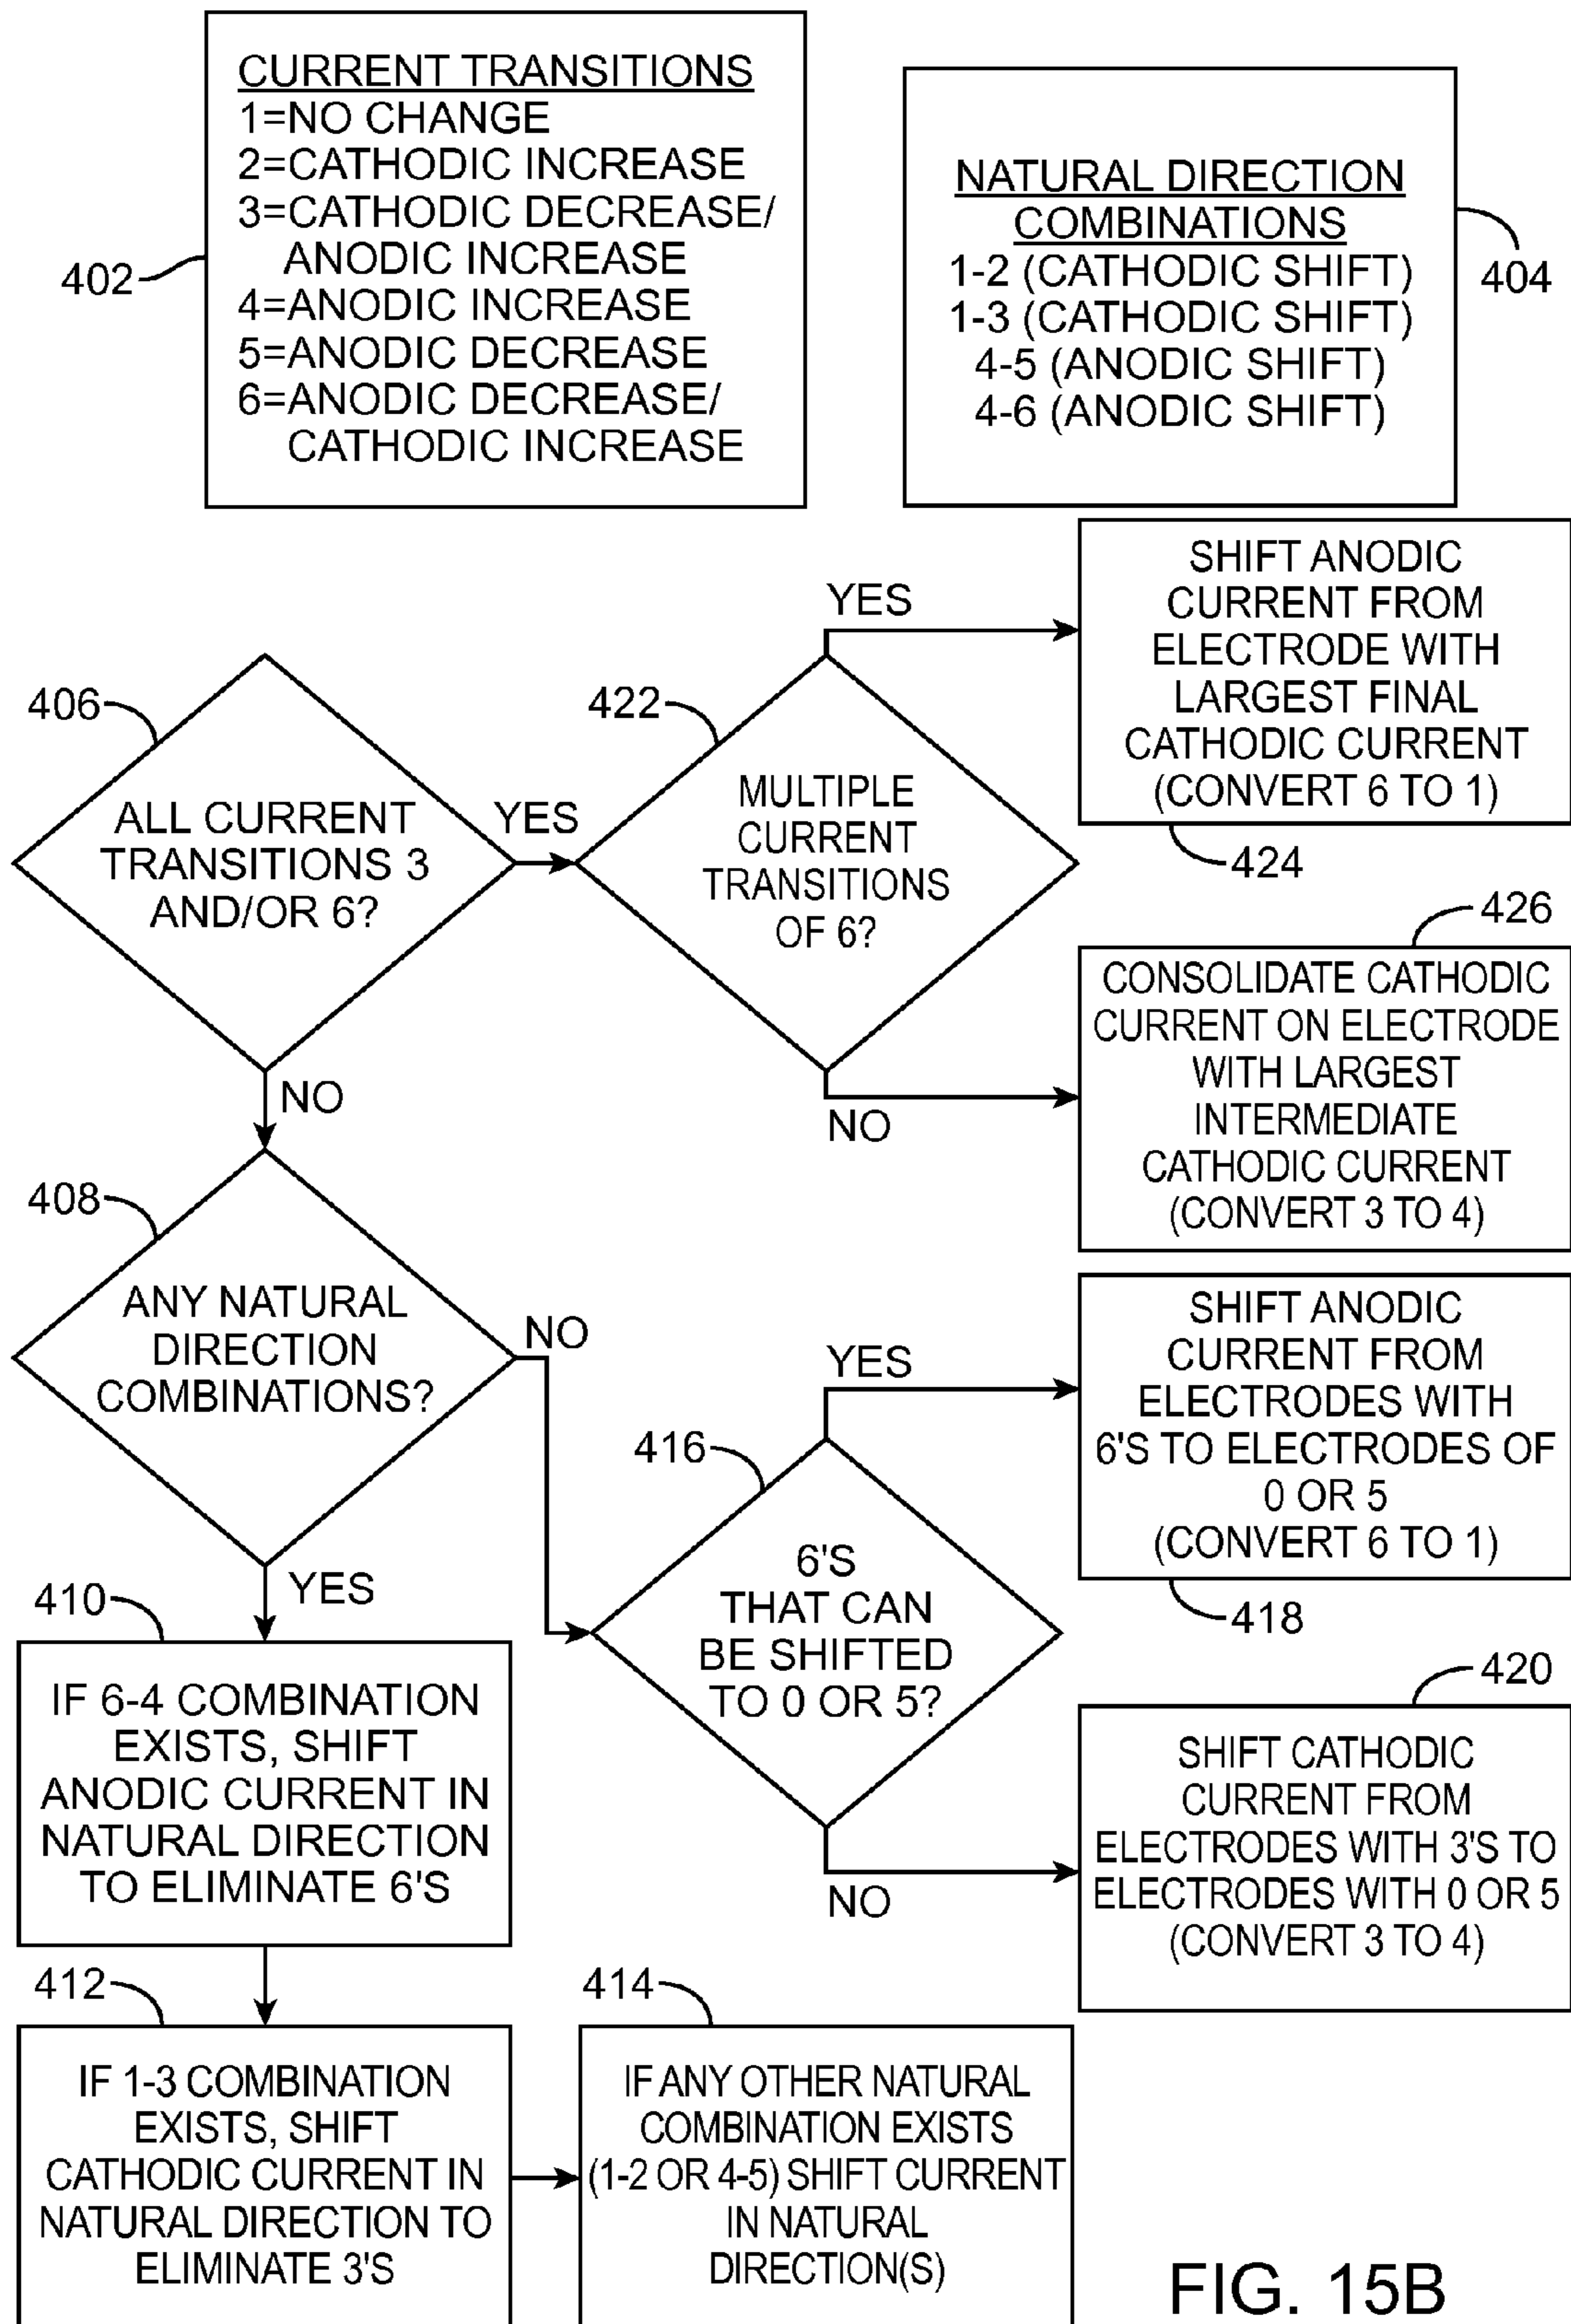 CURRENT TRANSITIONS
1=NO CHANGE
2=CATHODIC INCREASE
3=CATHODIC DECREASE/
ANODIC INCREASE
4=ANODIC INCREASE
5=ANODIC DECREASE
6=ANODIC DECREASE/
CATHODIC INCREASE
402
NATURAL DIRECTION
COMBINATIONS
1-2 (CATHODIC SHIFT)
1-3 (CATHODIC SHIFT)
4-5 (ANODIC SHIFT)
4-6 (ANODIC SHIFT)
404
406
ALL CURRENT
TRANSITIONS 3
AND/OR 6?
YES
NO
422
MULTIPLE
CURRENT
TRANSITIONS
OF 6?
YES
NO
SHIFT ANODIC
CURRENT FROM
ELECTRODE WITH
LARGEST FINAL
CATHODIC CURRENT
(CONVERT 6 TO 1)
424
426
CONSOLIDATE CATHODIC
CURRENT ON ELECTRODE
WITH LARGEST
INTERMEDIATE
CATHODIC CURRENT
(CONVERT 3 TO 4)
408
ANY NATURAL
DIRECTION
COMBINATIONS?
NO
YES
416
6'S
THAT CAN
BE SHIFTED
TO 0 OR 5?
YES
NO
SHIFT ANODIC
CURRENT FROM
ELECTRODES WITH
6'S TO ELECTRODES OF
0 OR 5
(CONVERT 6 TO 1)
418
420
SHIFT CATHODIC
CURRENT FROM
ELECTRODES WITH 3'S TO
ELECTRODES WITH 0 OR 5
(CONVERT 3 TO 4)
410
IF 6-4 COMBINATION
EXISTS, SHIFT
ANODIC CURRENT IN
NATURAL DIRECTION
TO ELIMINATE 6'S
412
IF 1-3 COMBINATION
EXISTS, SHIFT
CATHODIC CURRENT IN
NATURAL DIRECTION TO
ELIMINATE 3'S
414
IF ANY OTHER NATURAL
COMBINATION EXISTS
(1-2 OR 4-5) SHIFT CURRENT
IN NATURAL
DIRECTION(S)
FIG. 15B